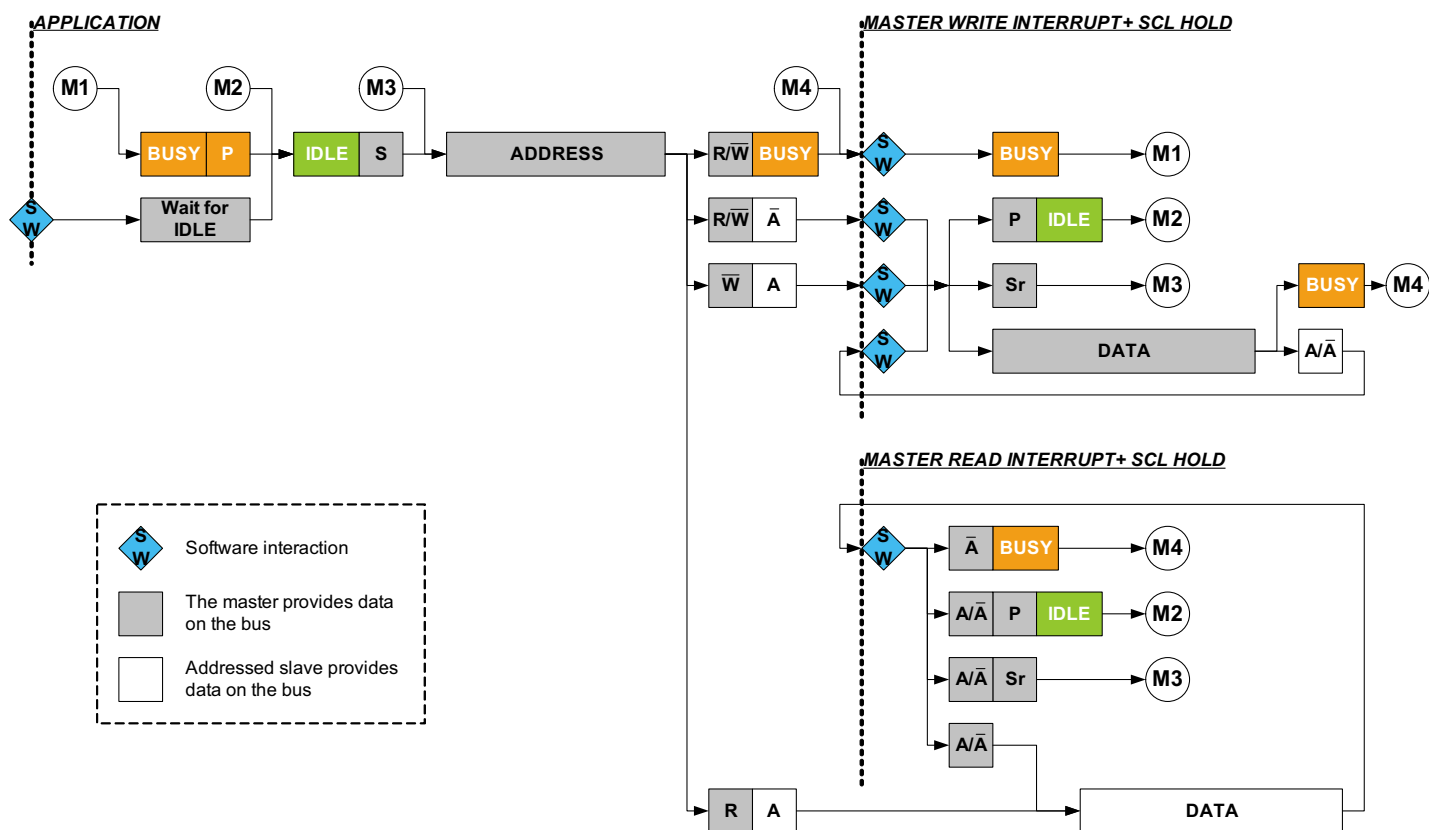 APPLICATION
MASTER WRITE INTERRUPT+ SCL HOLD
M1
M2
M3
M4
BUSY P
IDLE S
ADDRESS
R/W̅ BUSY
S
W
BUSY
M1
S
W
Wait for
IDLE
R/W̅ A̅
S
W
P IDLE
M2
W̅ A
S
W
Sr
M3
BUSY
M4
S
W
DATA
A/A̅
MASTER READ INTERRUPT+ SCL HOLD
S
W
Software interaction
The master provides data
on the bus
Addressed slave provides
data on the bus
S
W
A̅ BUSY
M4
A/A̅ P IDLE
M2
A/A̅ Sr
M3
A/A̅
R A
DATA